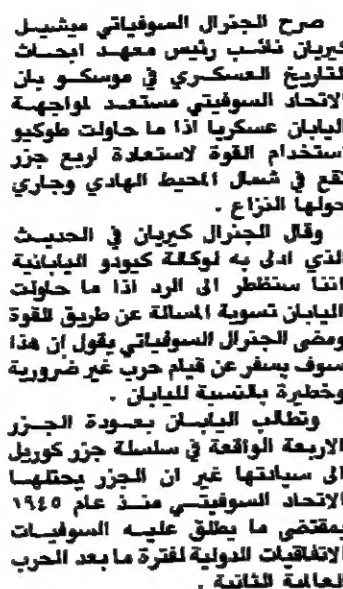 صرح الجنرال السوفياتي ميشيل
كيريان نائب رئيس معهد ابحاث
التاريخ العسكري في موسكو بان
الاتحاد السوفيتي مستعد لمواجهة
اليابان عسكريا اذا ما حاولت طوكيو
استخدام القوة لاستعادة اربع جزر
تقع في شمال المحيط الهادي وجاري
حولها النزاع .
وقال الجنرال كيريان في الحديث
الذي ادلى به لوكالة كيودو اليابانية
اننا سنظطر الى الرد اذا ما حاولت
اليابان تسوية المسالة عن طريق القوة
ومضى الجنرال السوفياتي يقول إن هذا
سوف يسفر عن قيام حرب غير ضرورية
وخطيرة بالنسبة لليابان .
وتطالب اليابان بعودة الجزر
الاربعة الواقعة في سلسلة جزر كوريل
الى سيادتها غير ان الجزر يحتلها
الاتحاد السوفيتي منذ عام ١٩٤٥
بمقتضى ما يطلق عليه السوفيات
الاتفاقيات الدولية لفترة ما بعد الحرب
العالمية الثانية .